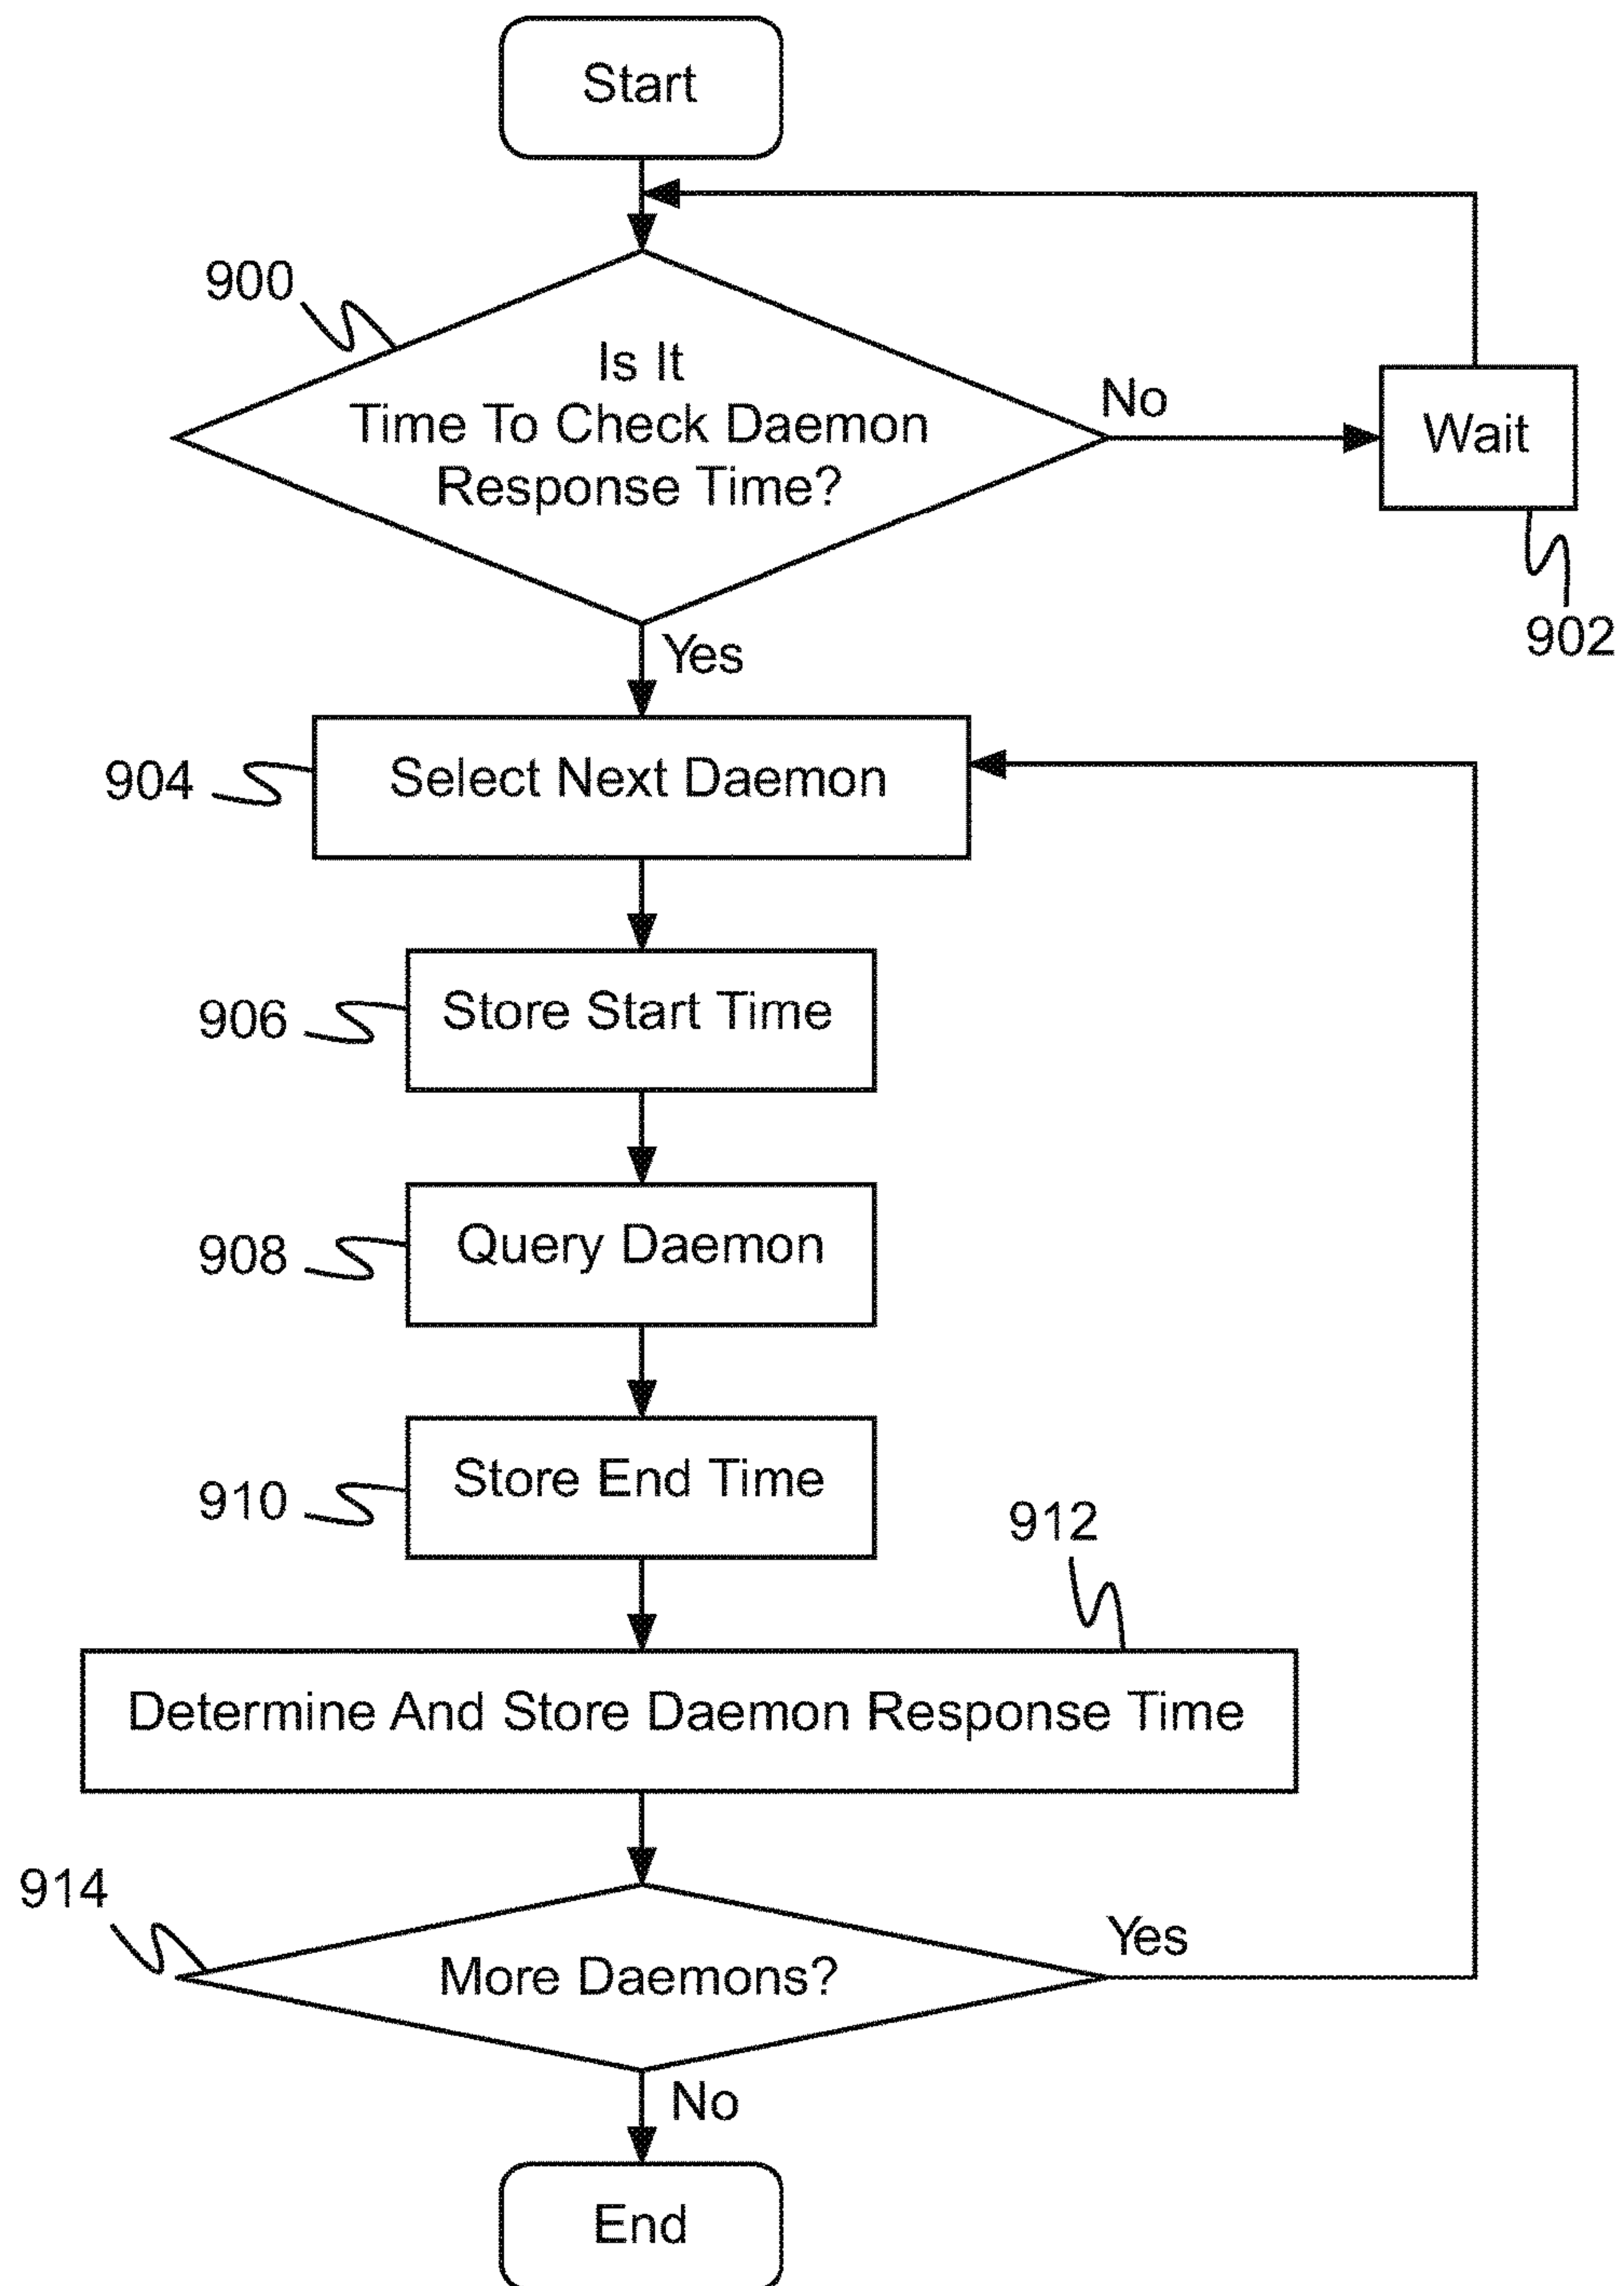 Start
900
Is It
Time To Check Daemon
Response Time?
No
Wait
902
Yes
904
Select Next Daemon
906
Store Start Time
908
Query Daemon
910
Store End Time
912
Determine And Store Daemon Response Time
914
More Daemons?
Yes
No
End